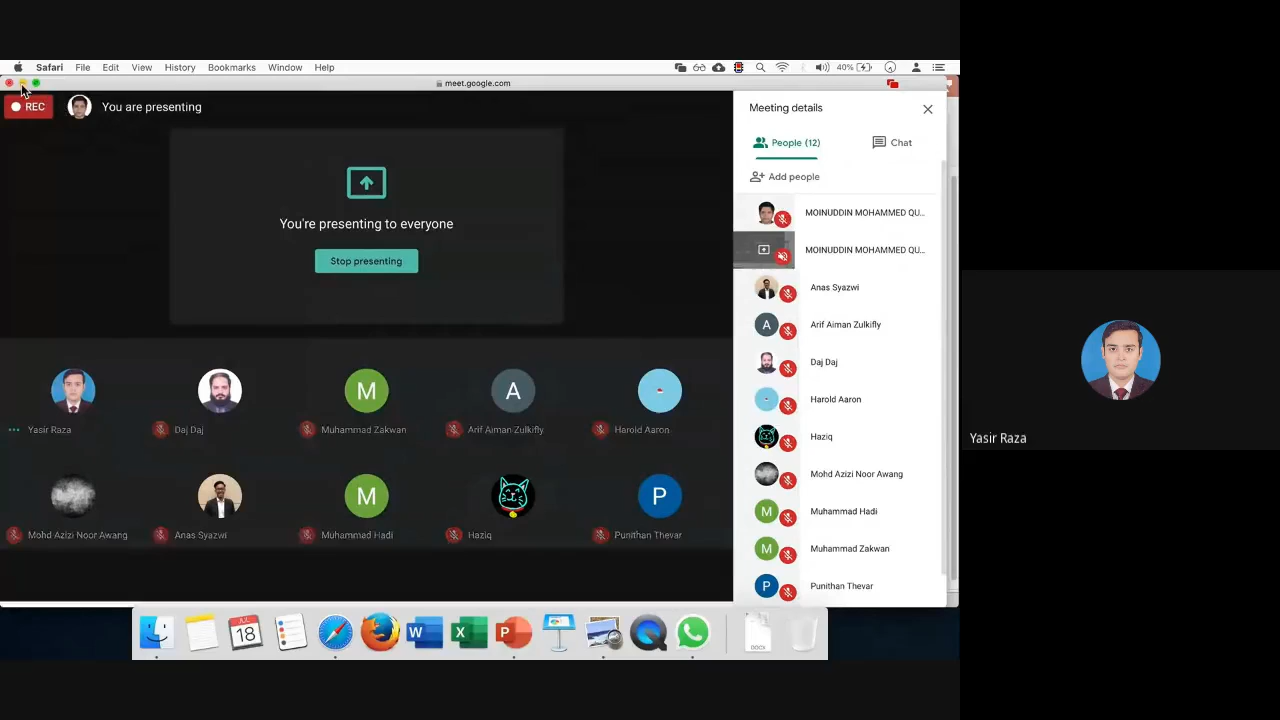 Safari File Edit View History Bookmarks Window Help 40%
meet.google.com
REC You are presenting
Meeting details
People (12) Chat
Add people
You're presenting to everyone
Stop presenting
MOINUDDIN MOHAMMED QU...
MOINUDDIN MOHAMMED QU...
Anas Syazwi
Arif Aiman Zulkifly
Daj Daj
Harold Aaron
Haziq
Mohd Azizi Noor Awang
Muhammad Hadi
Muhammad Zakwan
P Punithan Thevar
A
M
M
M A
Yasir Raza Daj Daj Muhammad Zakwan Arif Aiman Zulkifly Harold Aaron
M P
Mohd Azizi Noor Awang Anas Syazwi Muhammad Hadi Haziq Punithan Thevar
Yasir Raza
18
W X P
DOCX